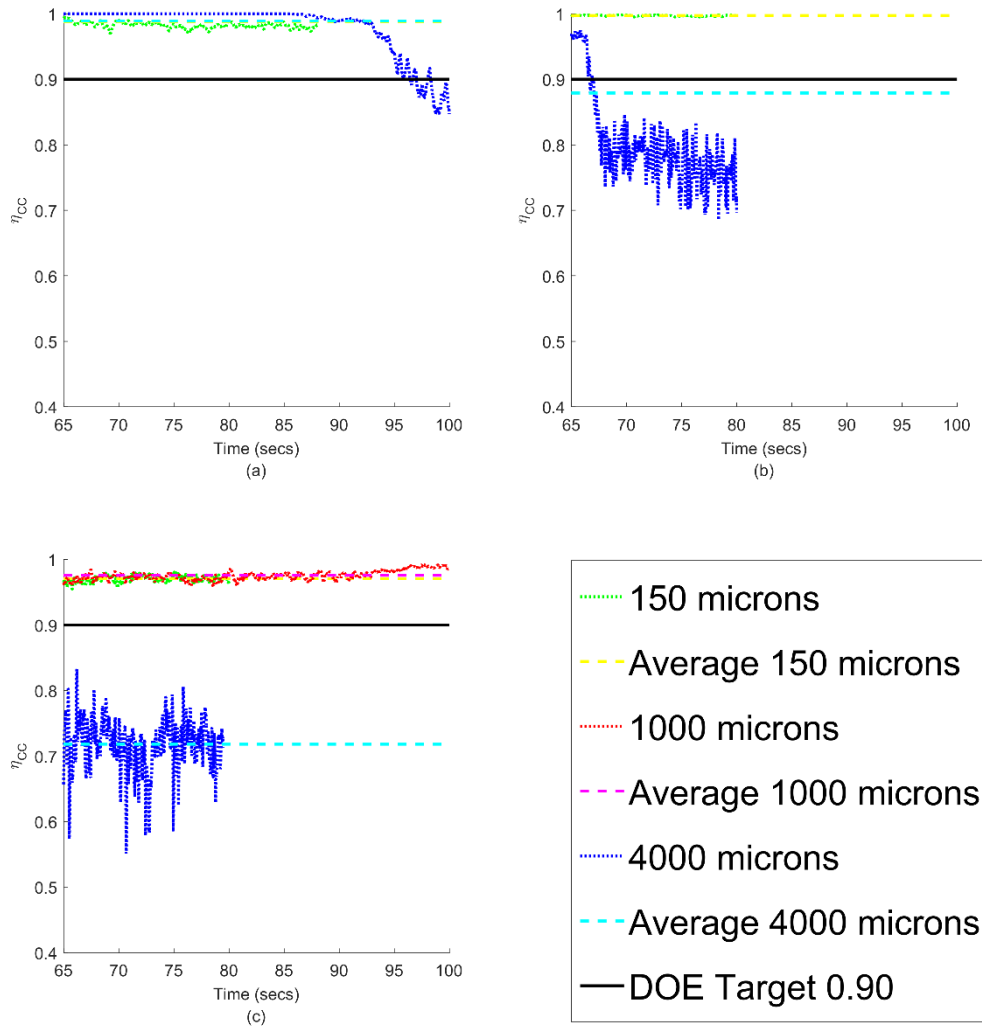 1
0.9
0.8
0.7
0.6
0.5
0.4
ηCC
65 70 75 80 85 90 95 100
Time (secs)
(a)
1
0.9
0.8
0.7
0.6
0.5
0.4
ηCC
65 70 75 80 85 90 95 100
Time (secs)
(b)
1
0.9
0.8
0.7
0.6
0.5
0.4
ηCC
65 70 75 80 85 90 95 100
Time (secs)
(c)
150 microns
Average 150 microns
1000 microns
Average 1000 microns
4000 microns
Average 4000 microns
DOE Target 0.90